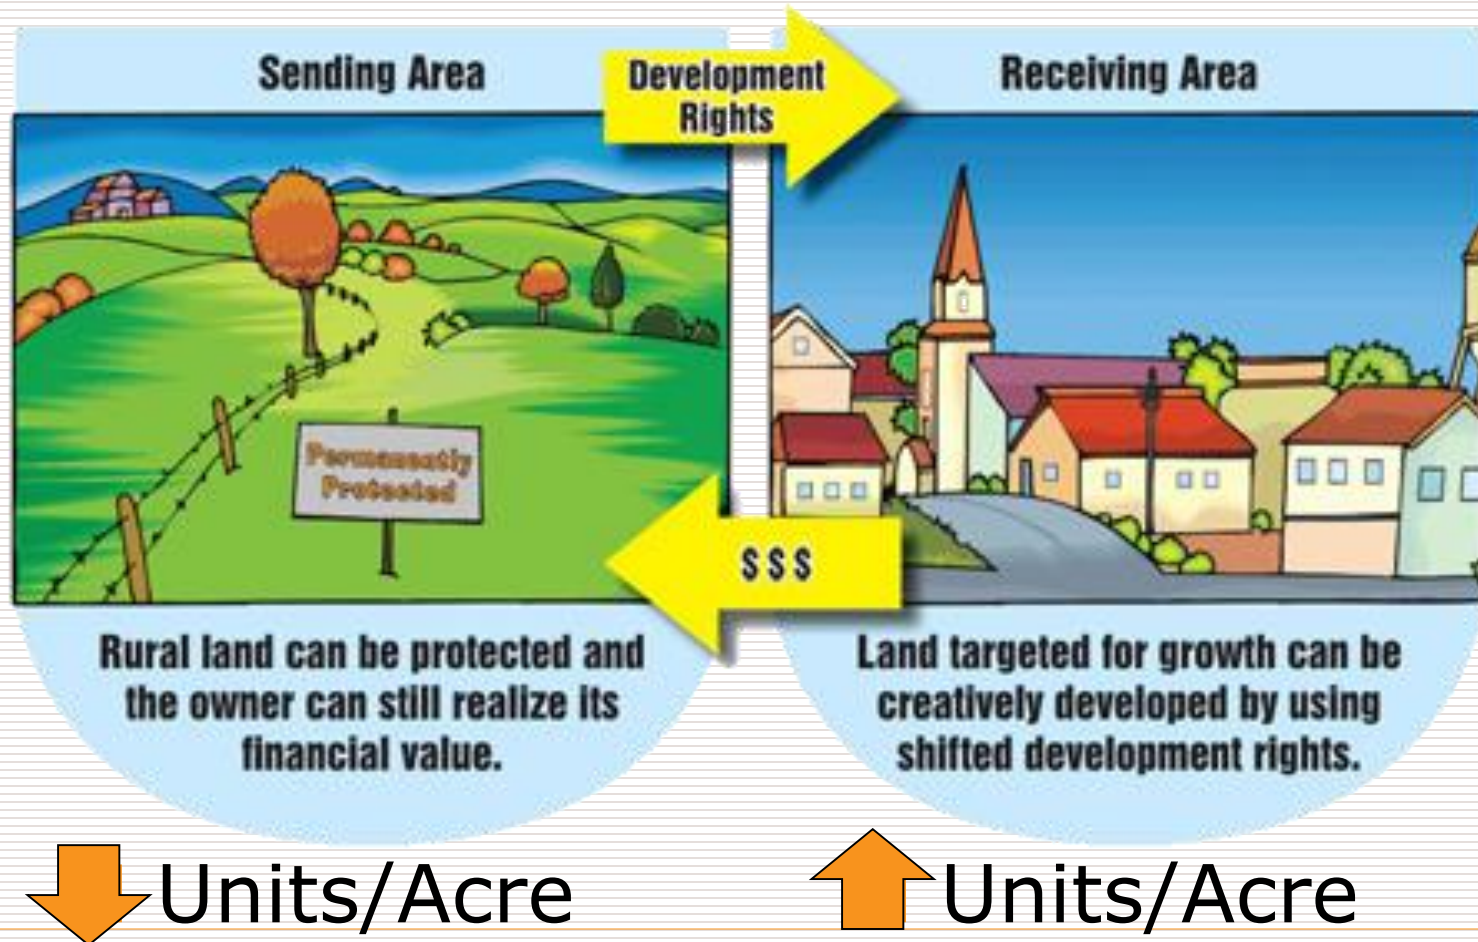 Sending Area
Development
Rights
Receiving Area
Permanently
Protected
$ $ $
Rural land can be protected and
the owner can still realize its
financial value.
Land targeted for growth can be
creatively developed by using
shifted development rights.
Units/Acre
Units/Acre